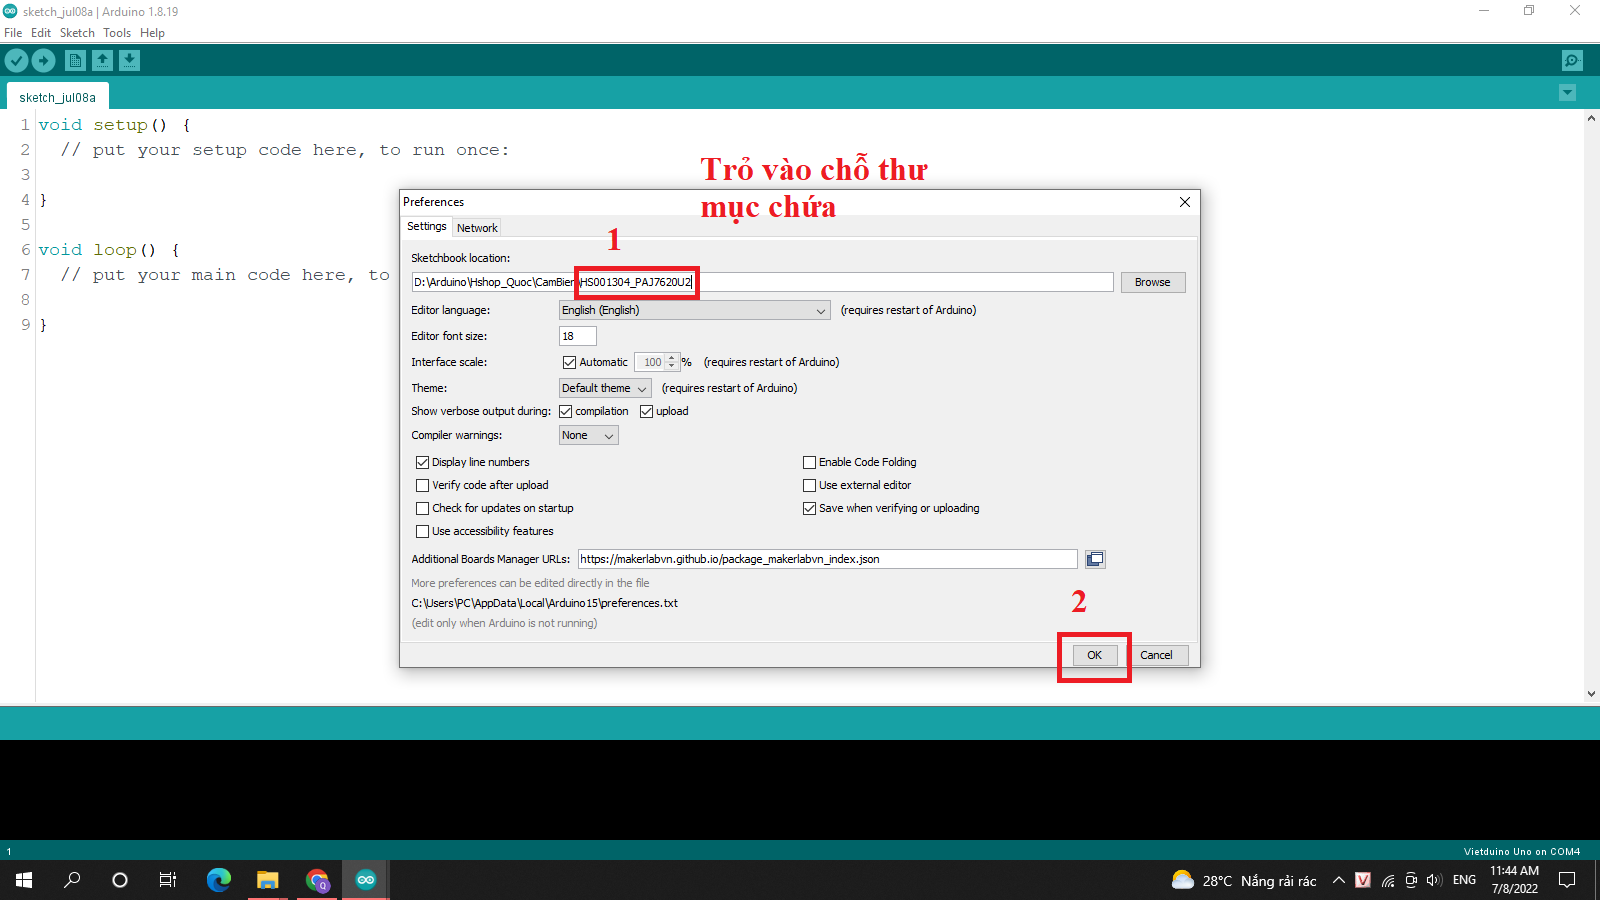 sketch_jul08a | Arduino 1.8.19
File Edit Sketch Tools Help
sketch_jul08a
1 void setup() {
2 // put your setup code here, to run once:
3
4 }
5
6 void loop() {
7 // put your main code here, to
8
9 }
Trỏ vào chỗ thư
mục chứa
Preferences
Settings Network
1
Sketchbook location:
D:\Arduino\Hshop_Quoc\CamBien\HS001304_PAJ7620U2 Browse
Editor language: English (English) (requires restart of Arduino)
Editor font size: 18
Interface scale: Automatic 100 % (requires restart of Arduino)
Theme: Default theme (requires restart of Arduino)
Show verbose output during: compilation upload
Compiler warnings: None
Display line numbers Enable Code Folding
Verify code after upload Use external editor
Check for updates on startup Save when verifying or uploading
Use accessibility features
Additional Boards Manager URLs: https://makerlabvn.github.io/package_makerlabvn_index.json
More preferences can be edited directly in the file
C:\Users\PC\AppData\Local\Arduino15\preferences.txt
(edit only when Arduino is not running)
2
OK Cancel
1 Vietduino Uno on COM4
28°C Nắng rải rác V ENG 11:44 AM
7/8/2022